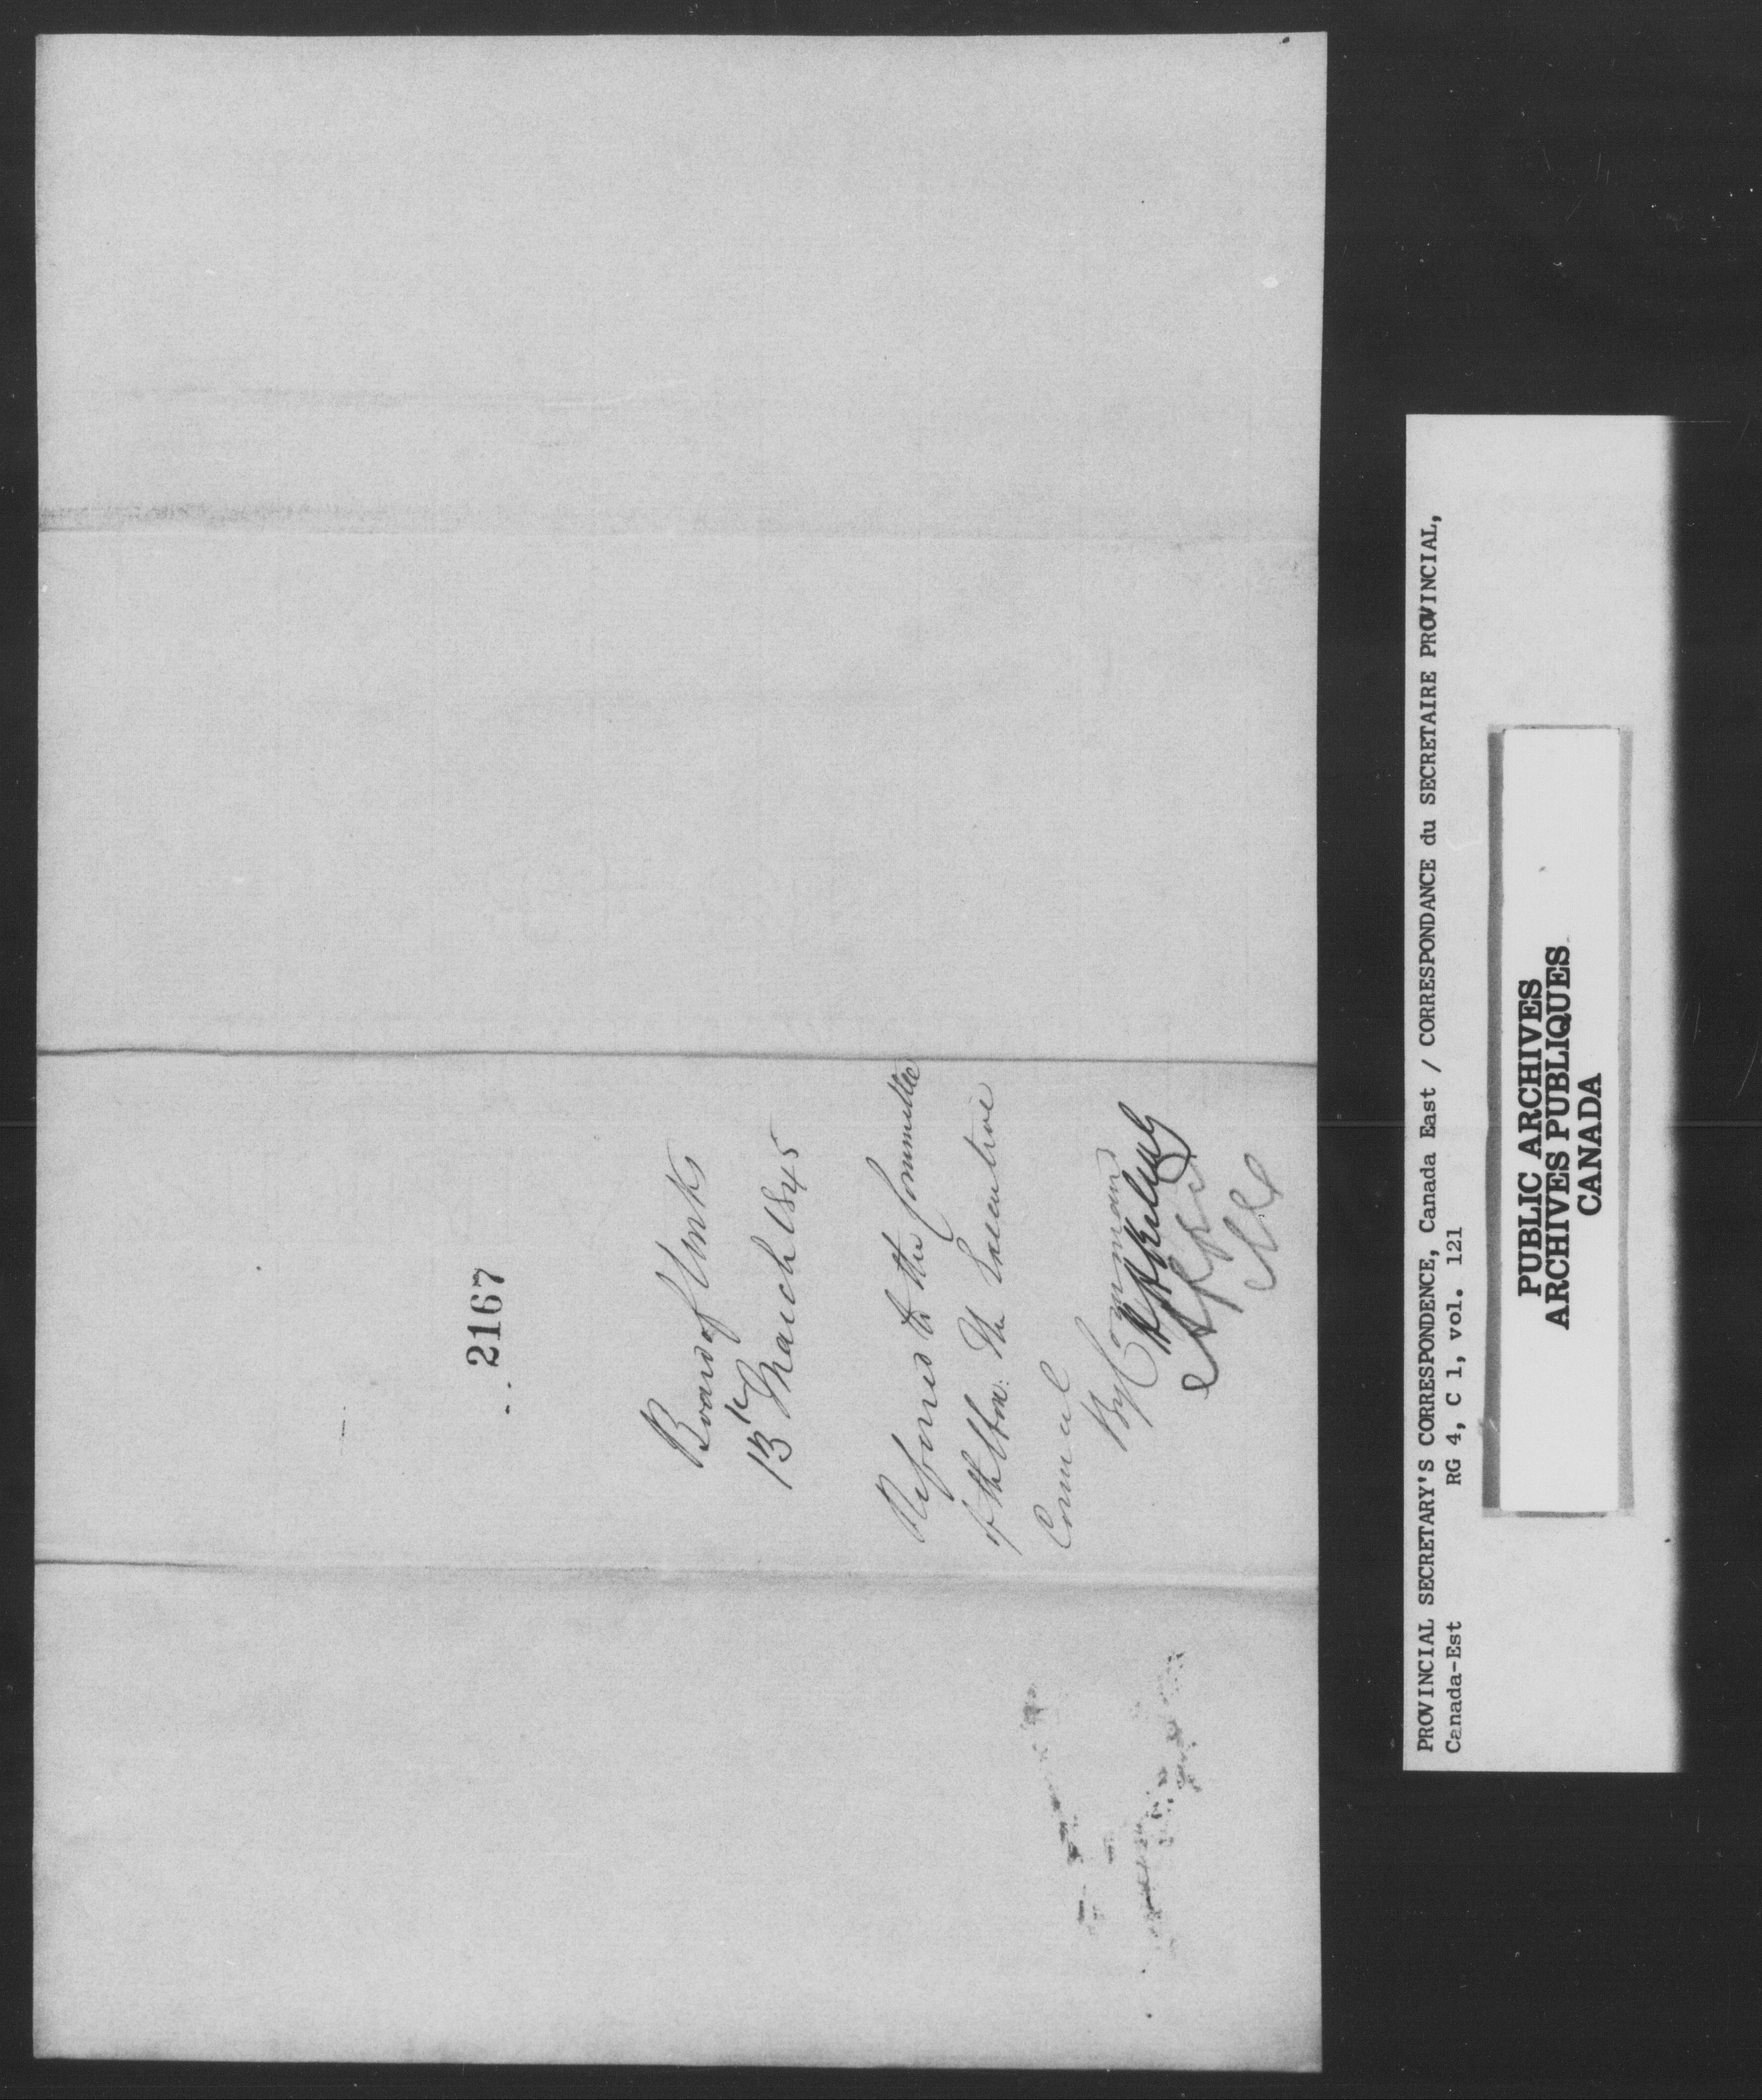 2167
Board of Works
13th March 1845
Referred to the Committee
of the Hon: the Executive
Council
By Command
PROVINCIAL SECRETARY'S CORRESPONDENCE, Canada East / CORRESPONDANCE du SECRETAIRE PROVINCIAL,
Canada-Est RG 4, C 1, vol. 121
PUBLIC ARCHIVES
ARCHIVES PUBLIQUES
CANADA